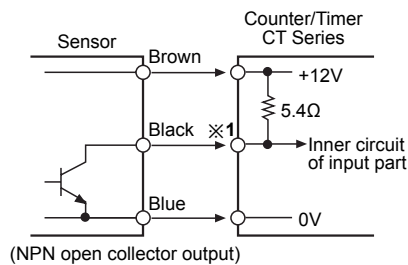 Counter/Timer
CT Series
Sensor
Brown
+12V
5.4Ω
Black
※1
Inner circuit
of input part
Blue
0V
(NPN open collector output)